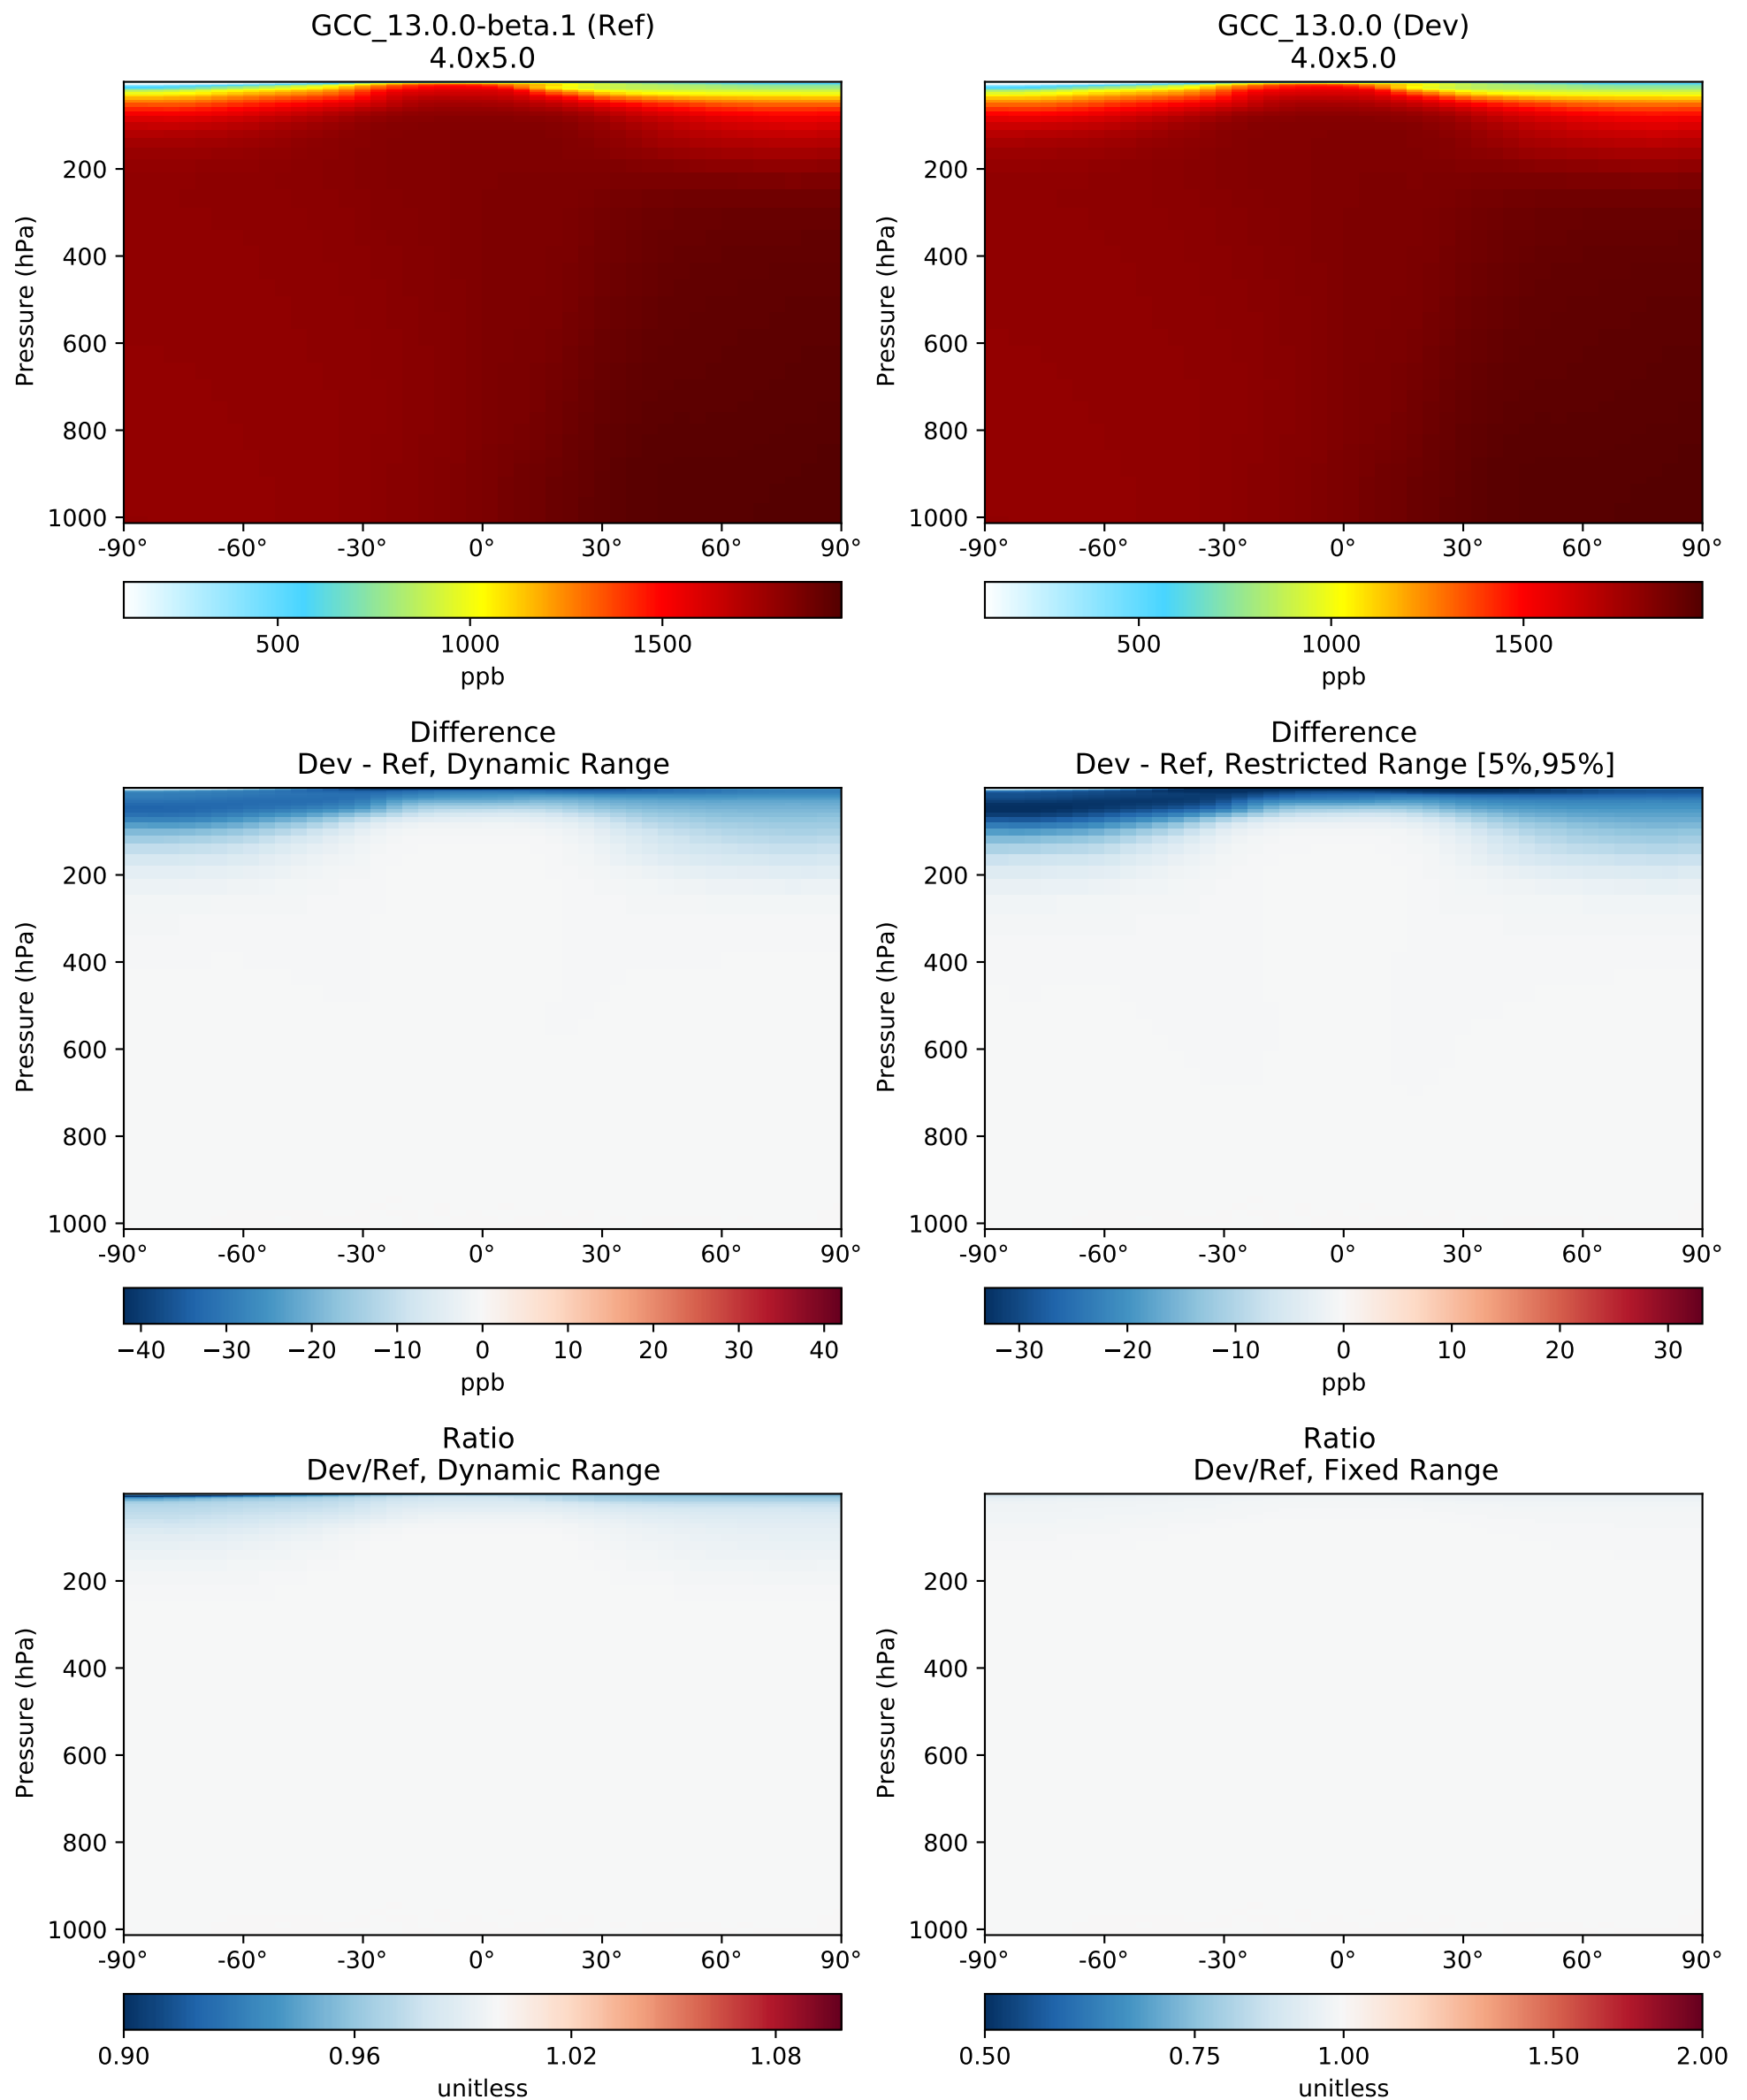 GCC_13.0.0-beta.1 (Ref)
4.0x5.0
GCC_13.0.0 (Dev)
4.0x5.0
Pressure (hPa)
200
400
600
800
1000
-90° -60° -30° 0° 30° 60° 90°
500 1000 1500
ppb
Pressure (hPa)
200
400
600
800
1000
-90° -60° -30° 0° 30° 60° 90°
500 1000 1500
ppb
Difference
Dev - Ref, Dynamic Range
Pressure (hPa)
200
400
600
800
1000
-90° -60° -30° 0° 30° 60° 90°
−40 −30 −20 −10 0 10 20 30 40
ppb
Difference
Dev - Ref, Restricted Range [5%,95%]
Pressure (hPa)
200
400
600
800
1000
-90° -60° -30° 0° 30° 60° 90°
−30 −20 −10 0 10 20 30
ppb
Ratio
Dev/Ref, Dynamic Range
Pressure (hPa)
200
400
600
800
1000
-90° -60° -30° 0° 30° 60° 90°
0.90 0.96 1.02 1.08
unitless
Ratio
Dev/Ref, Fixed Range
Pressure (hPa)
200
400
600
800
1000
-90° -60° -30° 0° 30° 60° 90°
0.50 0.75 1.00 1.50 2.00
unitless